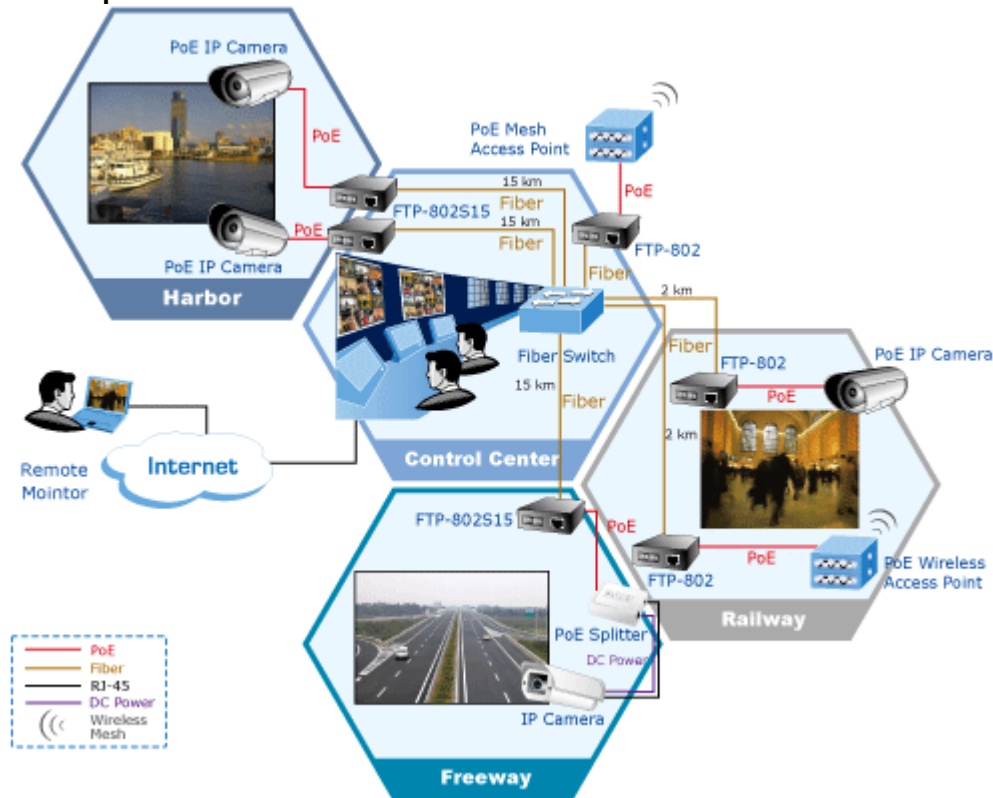 PoE IP Camera
PoE
PoE Mesh
Access Point
PoE
15 km
Fiber
FTP-802S15
15 km
Fiber
PoE
PoE IP Camera
FTP-802
Harbor
Fiber
2 km
Fiber Switch
Fiber
FTP-802
PoE IP Camera
15 km
Fiber
PoE
2 km
Remote
Mointor
Internet
Control Center
FTP-802S15
PoE
PoE
FTP-802
PoE Wireless
Access Point
Railway
PoE Splitter
DC Power
IP Camera
Freeway
PoE
Fiber
RJ-45
DC Power
Wireless
Mesh